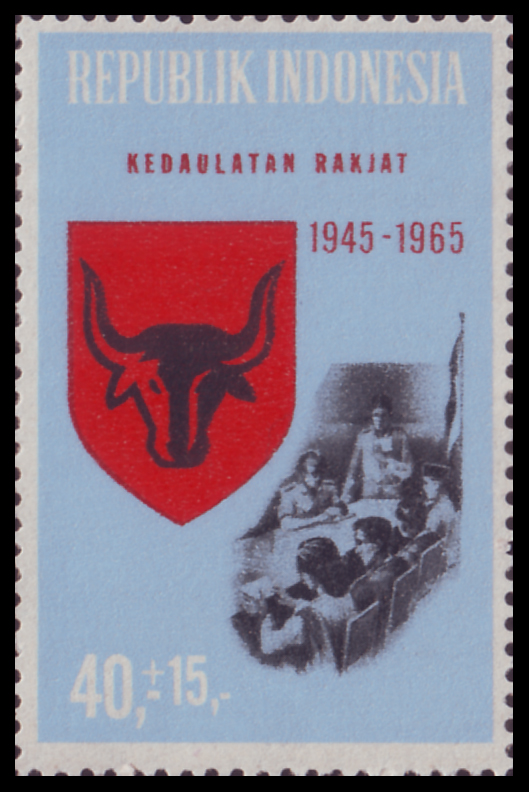 REPUBLIK INDONESIA
KEDAULATAN RAKJAT
1945-1965
40,+15,-